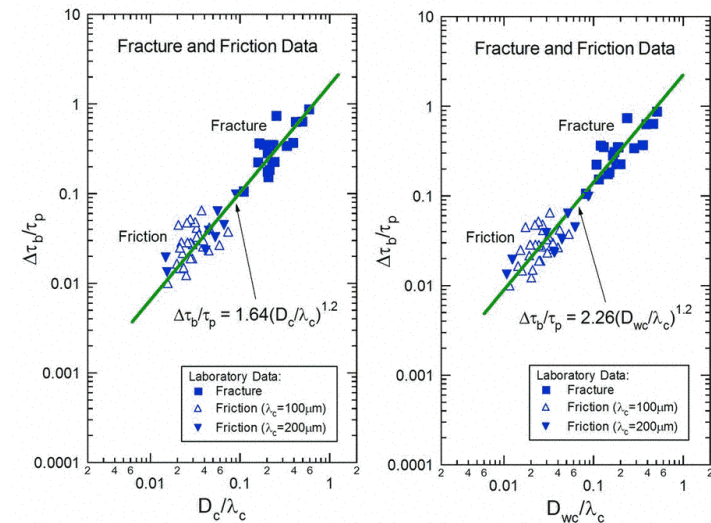 Fracture and Friction Data
Fracture
Friction
Δτb/τp = 1.64(Dc/λc)^1.2
Laboratory Data:
Fracture
Friction (λc=100μm)
Friction (λc=200μm)
10
1
0.1
0.01
0.001
0.0001
Δτb/τp
2 4 6 2 4 6 2 4 6 2
0.01 0.1 1
Dc/λc
Fracture and Friction Data
Fracture
Friction
Δτb/τp = 2.26(Dwc/λc)^1.2
Laboratory Data:
Fracture
Friction (λc=100μm)
Friction (λc=200μm)
10
1
0.1
0.01
0.001
0.0001
Δτb/τp
2 4 6 2 4 6 2 4 6 2
0.01 0.1 1
Dwc/λc